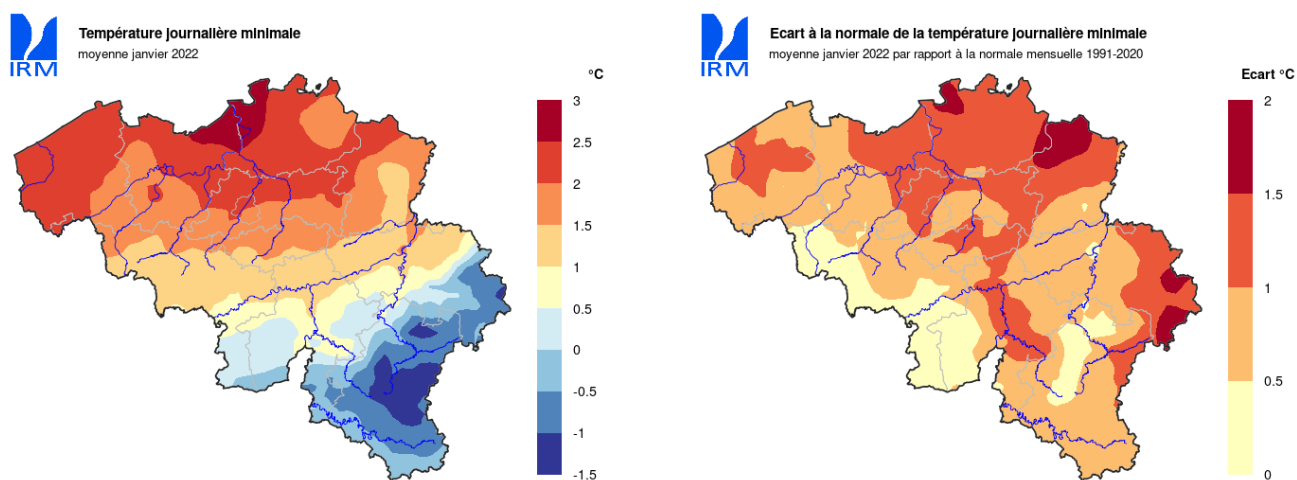 IRM
Température journalière minimale
moyenne janvier 2022
°C
3
2.5
2
1.5
1
0.5
0
-0.5
-1
-1.5
IRM
Ecart à la normale de la température journalière minimale
moyenne janvier 2022 par rapport à la normale mensuelle 1991-2020
Ecart °C
2
1.5
1
0.5
0